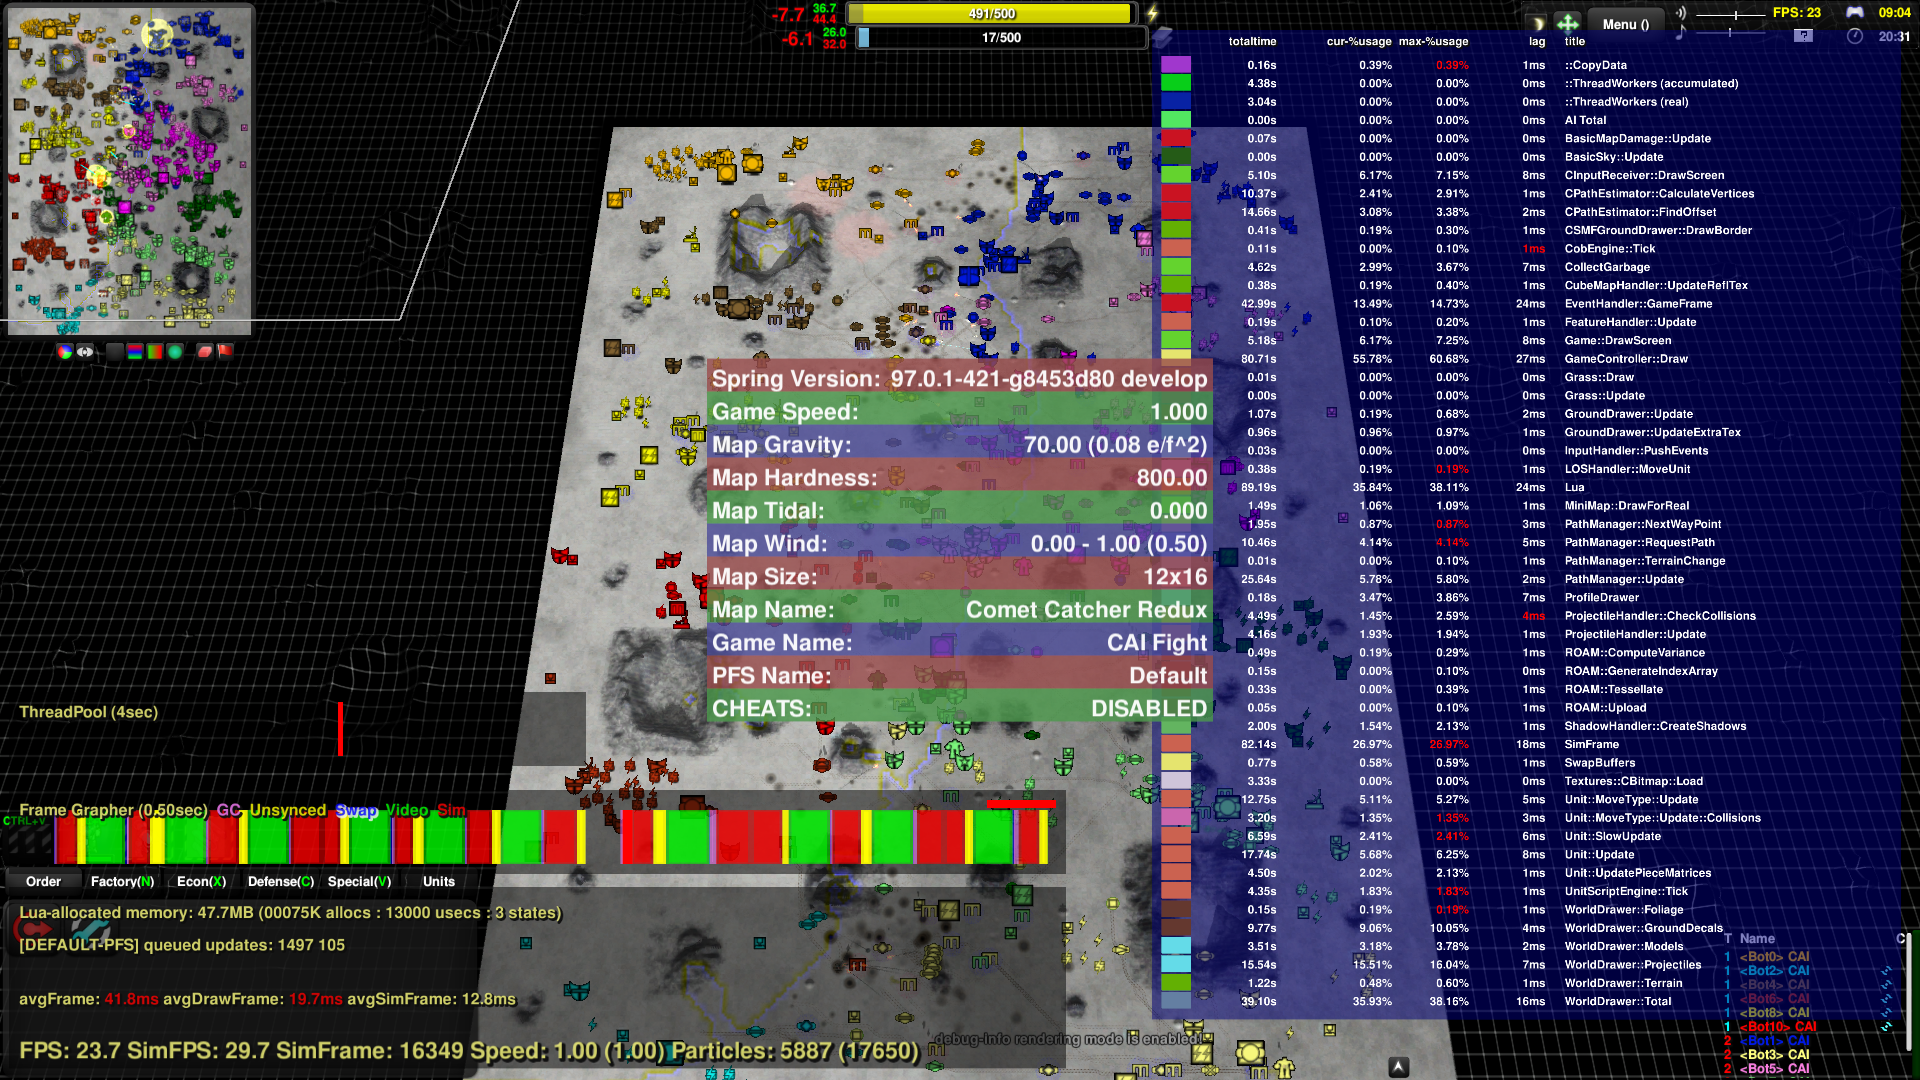 -7.7 36.7 44.4 491/500
-6.1 26.0 32.0 17/500
Menu () FPS: 23 09:04
20:31
totaltime cur-%usage max-%usage lag title
0.16s 0.39% 0.39% 1ms ::CopyData
4.38s 0.00% 0.00% 0ms ::ThreadWorkers (accumulated)
3.04s 0.00% 0.00% 0ms ::ThreadWorkers (real)
0.00s 0.00% 0.00% 0ms AI Total
0.07s 0.00% 0.00% 0ms BasicMapDamage::Update
0.00s 0.00% 0.00% 0ms BasicSky::Update
5.10s 6.17% 7.15% 8ms CInputReceiver::DrawScreen
10.37s 2.41% 2.91% 1ms CPathEstimator::CalculateVertices
14.66s 3.08% 3.38% 2ms CPathEstimator::FindOffset
0.41s 0.19% 0.30% 1ms CSMFGroundDrawer::DrawBorder
0.11s 0.00% 0.10% 1ms CobEngine::Tick
4.62s 2.99% 3.67% 7ms CollectGarbage
0.38s 0.19% 0.40% 1ms CubeMapHandler::UpdateReflTex
42.99s 13.49% 14.73% 24ms EventHandler::GameFrame
0.19s 0.10% 0.20% 1ms FeatureHandler::Update
5.18s 6.17% 7.25% 8ms Game::DrawScreen
80.71s 55.78% 60.68% 27ms GameController::Draw
0.01s 0.00% 0.00% 0ms Grass::Draw
0.00s 0.00% 0.00% 0ms Grass::Update
1.07s 0.19% 0.68% 2ms GroundDrawer::Update
0.96s 0.96% 0.97% 1ms GroundDrawer::UpdateExtraTex
0.03s 0.00% 0.00% 0ms InputHandler::PushEvents
0.38s 0.19% 0.19% 1ms LOSHandler::MoveUnit
89.19s 35.84% 38.11% 24ms Lua
1.49s 1.06% 1.09% 1ms MiniMap::DrawForReal
1.95s 0.87% 0.87% 3ms PathManager::NextWayPoint
10.46s 4.14% 4.14% 5ms PathManager::RequestPath
0.01s 0.00% 0.10% 1ms PathManager::TerrainChange
25.64s 5.78% 5.80% 2ms PathManager::Update
0.18s 3.47% 3.86% 7ms ProfileDrawer
4.49s 1.45% 2.59% 4ms ProjectileHandler::CheckCollisions
4.16s 1.93% 1.94% 1ms ProjectileHandler::Update
0.49s 0.19% 0.29% 1ms ROAM::ComputeVariance
0.15s 0.00% 0.10% 0ms ROAM::GenerateIndexArray
0.33s 0.00% 0.39% 1ms ROAM::Tessellate
0.05s 0.00% 0.10% 1ms ROAM::Upload
2.00s 1.54% 2.13% 1ms ShadowHandler::CreateShadows
82.14s 26.97% 26.97% 18ms SimFrame
0.77s 0.58% 0.59% 1ms SwapBuffers
3.33s 0.00% 0.00% 0ms Textures::CBitmap::Load
12.75s 5.11% 5.27% 5ms Unit::MoveType::Update
3.20s 1.35% 1.35% 3ms Unit::MoveType::Update::Collisions
6.59s 2.41% 2.41% 6ms Unit::SlowUpdate
17.74s 5.68% 6.25% 8ms Unit::Update
4.50s 2.02% 2.13% 1ms Unit::UpdatePieceMatrices
4.35s 1.83% 1.83% 1ms UnitScriptEngine::Tick
0.15s 0.19% 0.19% 1ms WorldDrawer::Foliage
9.77s 9.06% 10.05% 4ms WorldDrawer::GroundDecals
3.51s 3.18% 3.78% 2ms WorldDrawer::Models
15.54s 15.51% 16.04% 7ms WorldDrawer::Projectiles
1.22s 0.48% 0.60% 1ms WorldDrawer::Terrain
39.10s 35.93% 38.16% 16ms WorldDrawer::Total
Spring Version: 97.0.1-421-g8453d80 develop
Game Speed: 1.000
Map Gravity: 70.00 (0.08 e/f^2)
Map Hardness: 800.00
Map Tidal: 0.000
Map Wind: 0.00 - 1.00 (0.50)
Map Size: 12x16
Map Name: Comet Catcher Redux
Game Name: CAI Fight
PFS Name: Default
CHEATS: DISABLED
ThreadPool (4sec)
Frame Grapher (0.50sec) GC Unsynced Swap Video Sim
CTRL+V
Order Factory(N) Econ(X) Defense(C) Special(V) Units
Lua-allocated memory: 47.7MB (00075K allocs : 13000 usecs : 3 states)
[DEFAULT-PFS] queued updates: 1497 105
avgFrame: 41.8ms avgDrawFrame: 19.7ms avgSimFrame: 12.8ms
FPS: 23.7 SimFPS: 29.7 SimFrame: 16349 Speed: 1.00 (1.00) Particles: 5887 (17650)
debug-info rendering mode is enabled!
T Name C
1 <Bot0> CAI
1 <Bot2> CAI
1 <Bot4> CAI
1 <Bot6> CAI
1 <Bot8> CAI
1 <Bot10> CAI
2 <Bot1> CAI
2 <Bot3> CAI
2 <Bot5> CAI